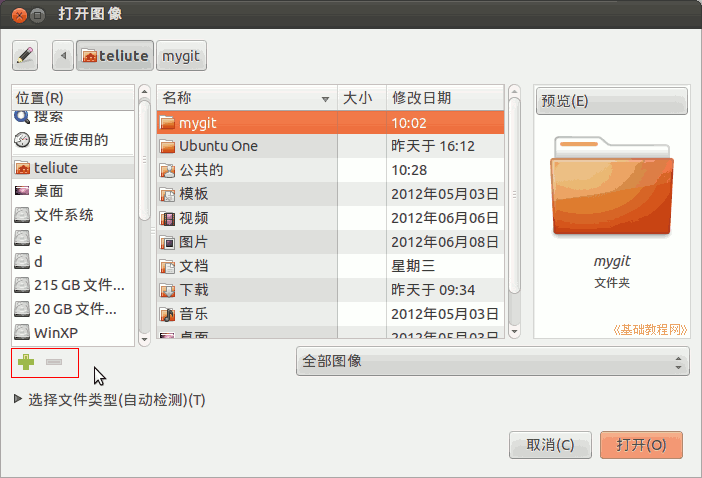 打开图像
teliute mygit
位置(R) 名称 大小 修改日期 预览(E)
搜索
最近使用的
teliute
桌面
文件系统
e
d
215 GB 文件...
20 GB 文件...
WinXP
mygit 10:02
Ubuntu One 昨天于 16:12
公共的 10:28
模板 2012年05月03日
视频 2012年06月06日
图片 2012年06月08日
文档 星期三
下载 昨天于 09:34
音乐 2012年05月03日
桌面 2012年05月03日
mygit
文件夹
《基础教程网》
全部图像
选择文件类型(自动检测)(T)
取消(C) 打开(O)